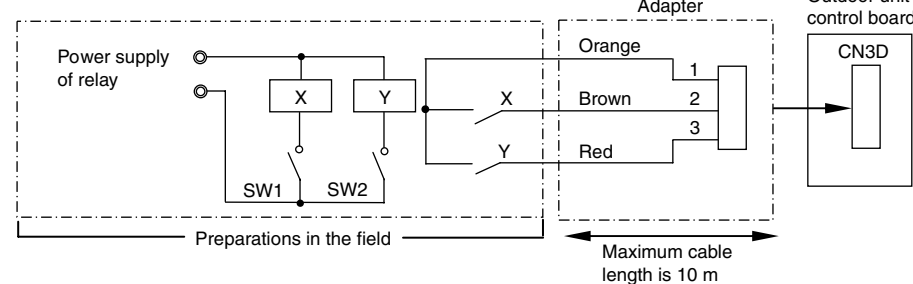 Adapter
Outdoor unit
control board
Power supply
of relay
X
Y
SW1
SW2
Orange
X
Brown
Y
Red
1
2
3
CN3D
Preparations in the field
Maximum cable
length is 10 m